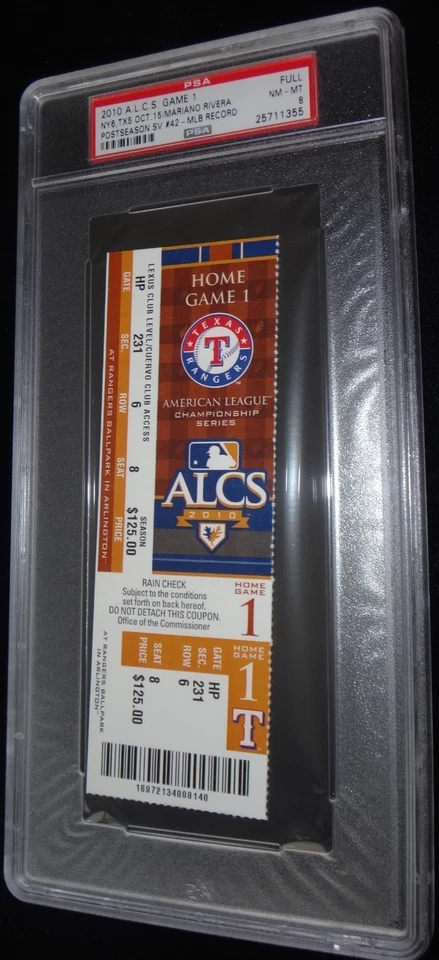 PSA
2010 A.L.C.S. GAME 1
NY6,TX5 OCT.15/MARIANO RIVERA
POSTSEASON SV #42 - MLB RECORD
FULL
NM - MT
8
25711355
PSA
HOME
GAME 1
TEXAS
T
RANGERS
AMERICAN LEAGUE™
CHAMPIONSHIP
SERIES
ALCS
2010
LEXUS CLUB LEVEL/CUERVO CLUB ACCESS
HP 231 6 8 SEASON $125.00
GATE SEC. ROW SEAT PRICE
AT RANGERS BALLPARK IN ARLINGTON™
RAIN CHECK
Subject to the conditions
set forth on back hereof.
DO NOT DETACH THIS COUPON.
Office of the Commissioner
HOME
GAME
1
HOME
GAME
1
T
GATE HP
SEC. 231
ROW 6
SEAT 8
PRICE $125.00
AT RANGERS BALLPARK
IN ARLINGTON™
16972134008140